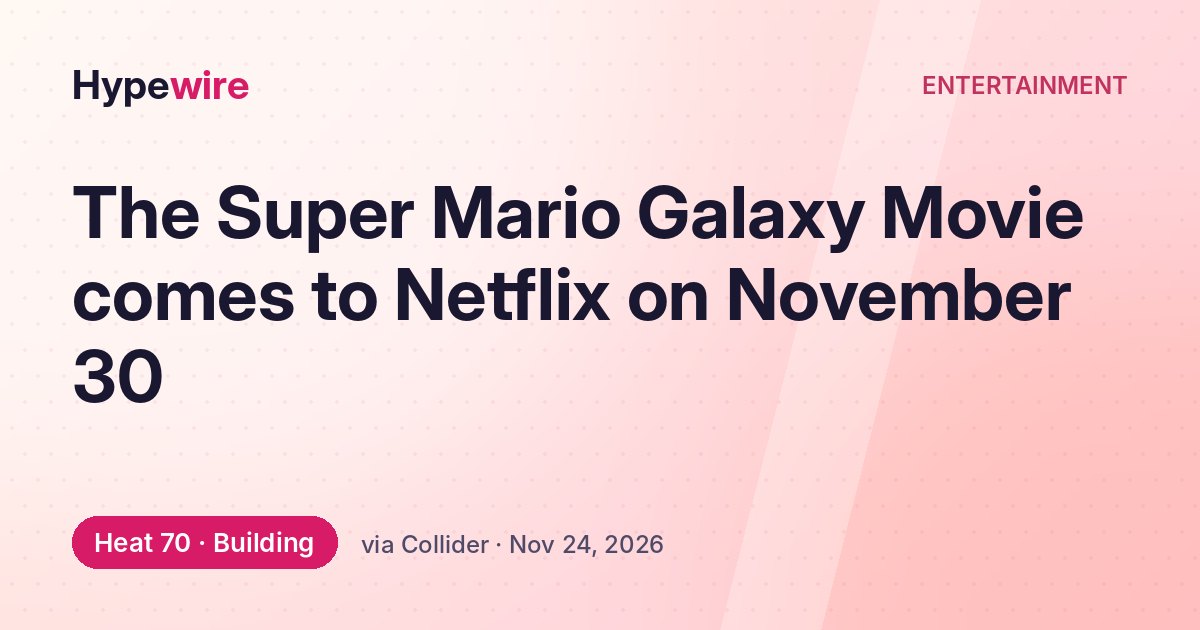 Hypewire
ENTERTAINMENT
The Super Mario Galaxy Movie
comes to Netflix on November
30
Heat 70 · Building
via Collider · Nov 24, 2026